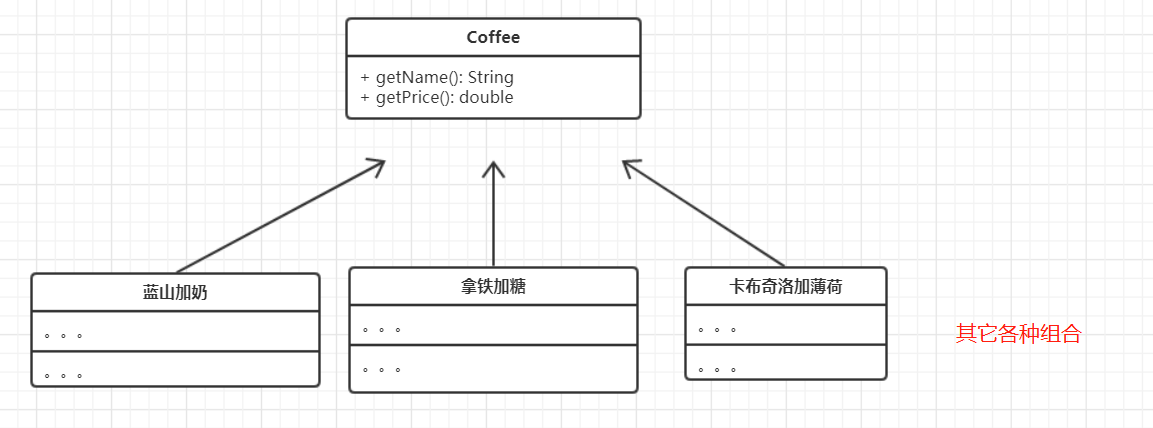 Coffee
+ getName(): String
+ getPrice(): double
蓝山加奶
。。。
。。。
拿铁加糖
。。。
。。。
卡布奇洛加薄荷
。。。
。。。
其它各种组合